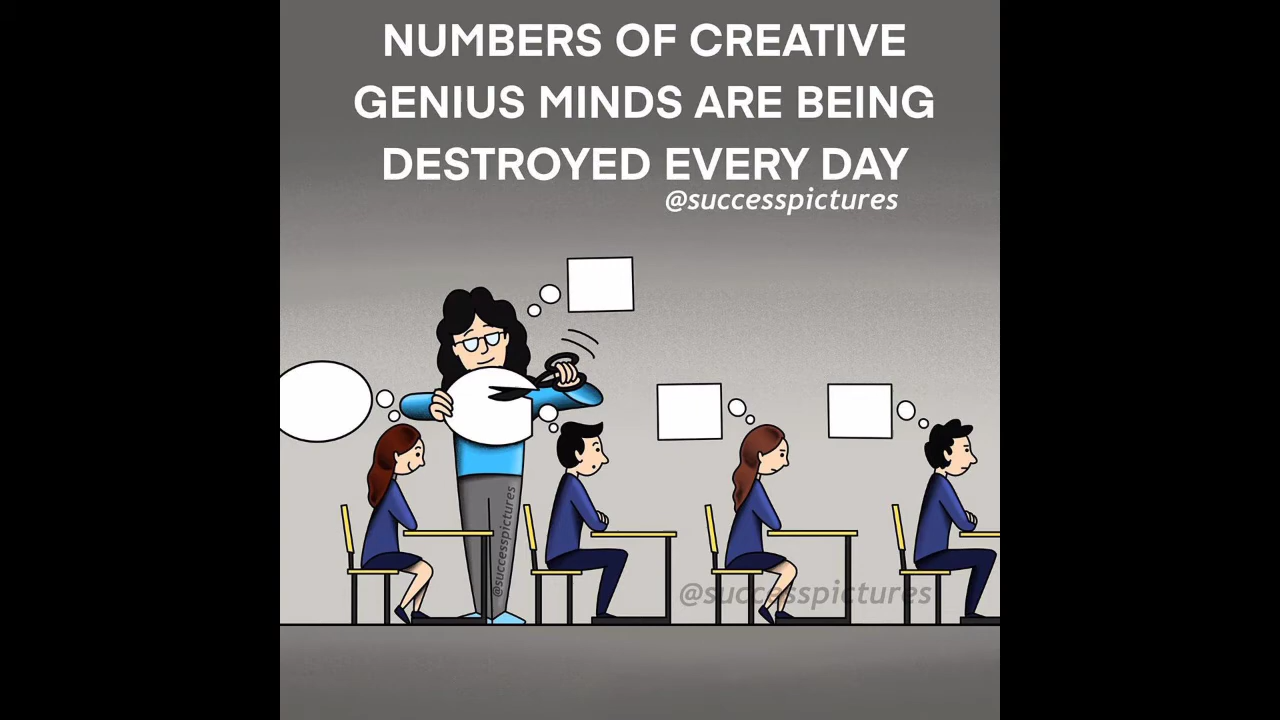 NUMBERS OF CREATIVE
GENIUS MINDS ARE BEING
DESTROYED EVERY DAY
@successpictures
@successpictures
@successpictures